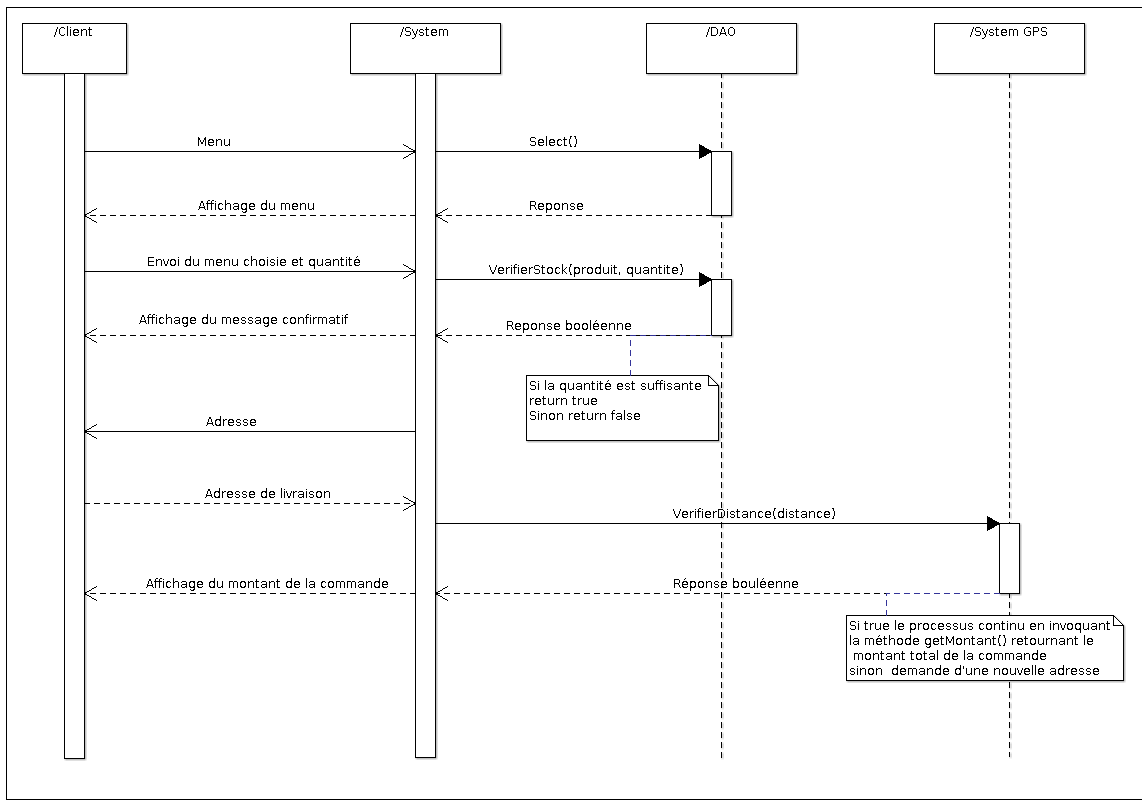 /Client
/System
/DAO
/System GPS
Menu
Select()
Affichage du menu
Reponse
Envoi du menu choisie et quantité
VerifierStock(produit, quantite)
Affichage du message confirmatif
Reponse booléenne
Si la quantité est suffisante
return true
Sinon return false
Adresse
Adresse de livraison
VerifierDistance(distance)
Affichage du montant de la commande
Réponse bouléenne
Si true le processus continu en invoquant
la méthode getMontant() retournant le
montant total de la commande
sinon  demande d'une nouvelle adresse